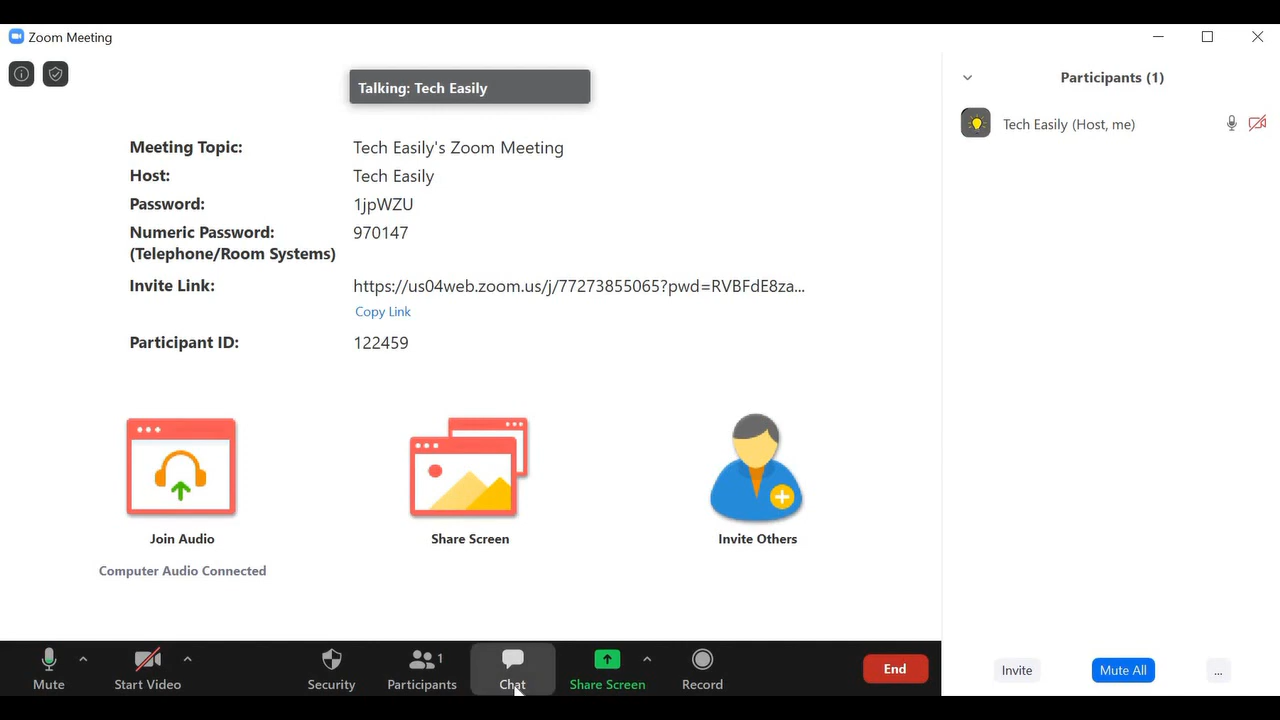 Zoom Meeting
Talking: Tech Easily
Meeting Topic: Tech Easily's Zoom Meeting
Host: Tech Easily
Password: 1jpWZU
Numeric Password: 970147
(Telephone/Room Systems)
Invite Link: https://us04web.zoom.us/j/77273855065?pwd=RVBFdE8za...
Copy Link
Participant ID: 122459
Join Audio
Computer Audio Connected
Share Screen
Invite Others
Mute
Start Video
Security
Participants 1
Chat
Share Screen
Record
End
Participants (1)
Tech Easily (Host, me)
Invite
Mute All
...